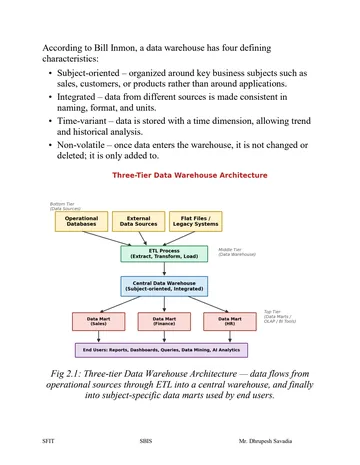 According to Bill Inmon, a data warehouse has four defining
characteristics:
• Subject-oriented – organized around key business subjects such as
sales, customers, or products rather than around applications.
• Integrated – data from different sources is made consistent in
naming, format, and units.
• Time-variant – data is stored with a time dimension, allowing trend
and historical analysis.
• Non-volatile – once data enters the warehouse, it is not changed or
deleted; it is only added to.
Three-Tier Data Warehouse Architecture
Bottom Tier
(Data Sources)
Operational
Databases
External
Data Sources
Flat Files /
Legacy Systems
ETL Process
(Extract, Transform, Load)
Middle Tier
(Data Warehouse)
Central Data Warehouse
(Subject-oriented, Integrated)
Data Mart
(Sales)
Data Mart
(Finance)
Data Mart
(HR)
Top Tier
(Data Marts /
OLAP / BI Tools)
End Users: Reports, Dashboards, Queries, Data Mining, AI Analytics
Fig 2.1: Three-tier Data Warehouse Architecture — data flows from
operational sources through ETL into a central warehouse, and finally
into subject-specific data marts used by end users.
SFIT SBIS Mr. Dhrupesh Savadia